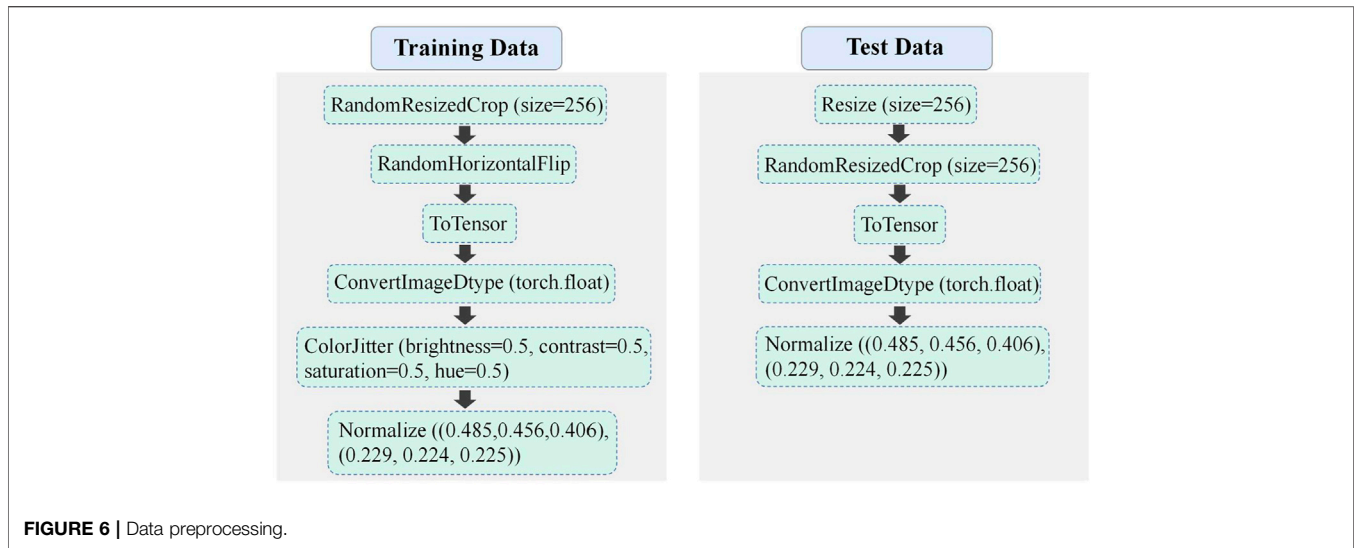 Training Data
RandomResizedCrop (size=256)
RandomHorizontalFlip
ToTensor
ConvertImageDtype (torch.float)
ColorJitter (brightness=0.5, contrast=0.5,
saturation=0.5, hue=0.5)
Normalize ((0.485,0.456,0.406),
(0.229, 0.224, 0.225))
Test Data
Resize (size=256)
RandomResizedCrop (size=256)
ToTensor
ConvertImageDtype (torch.float)
Normalize ((0.485, 0.456, 0.406),
(0.229, 0.224, 0.225))
FIGURE 6 | Data preprocessing.